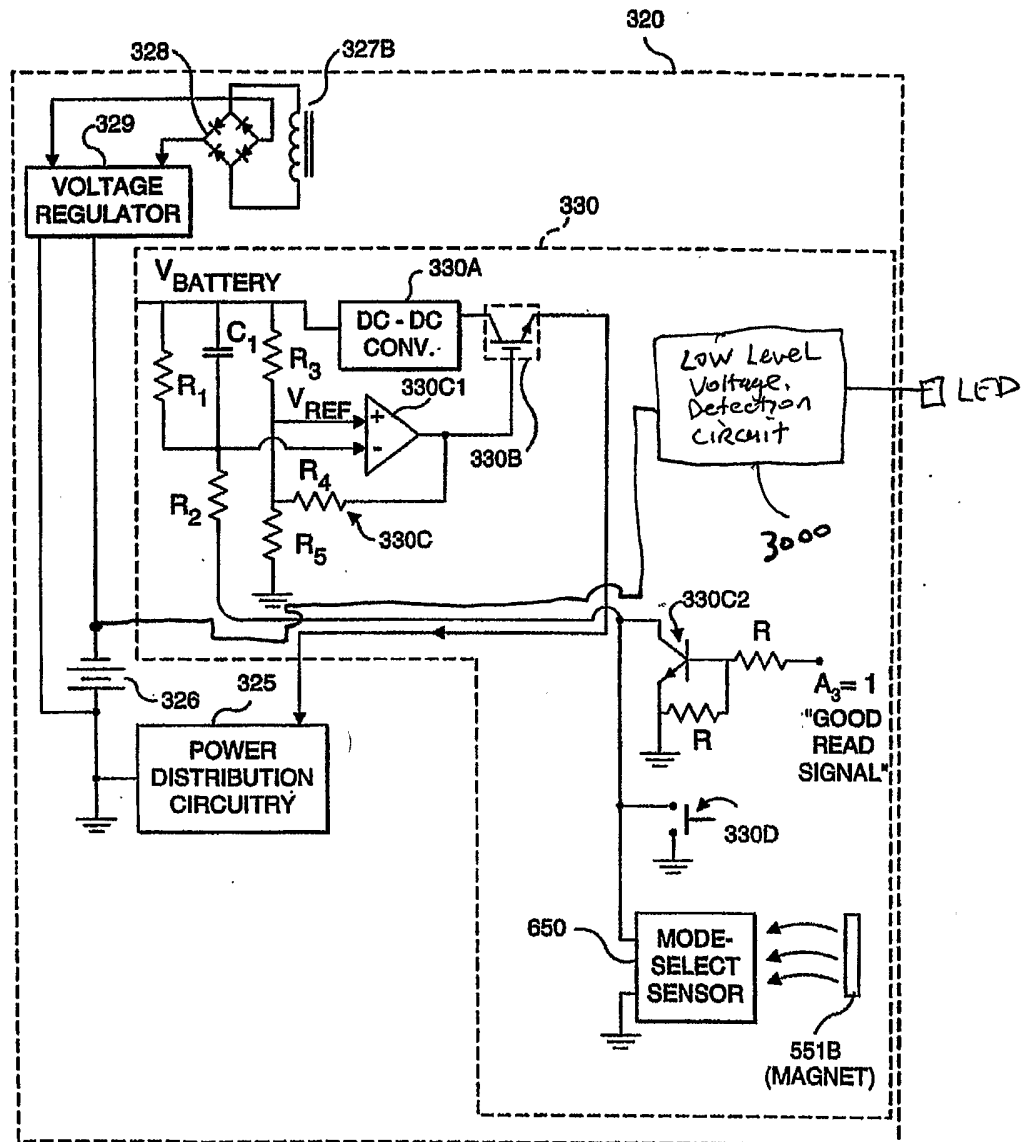 320
328
327B
329
VOLTAGE
REGULATOR
330
VBATTERY
330A
DC - DC
CONV.
C1
R3
R1
330C1
VREF
+
-
330B
R4
R2
330C
R5
Low Level
Voltage.
Detection
Circuit
LED
3000
330C2
R
A3=1
"GOOD
READ
SIGNAL"
R
326
325
POWER
DISTRIBUTION
CIRCUITRY
330D
650
MODE-
SELECT
SENSOR
551B
(MAGNET)